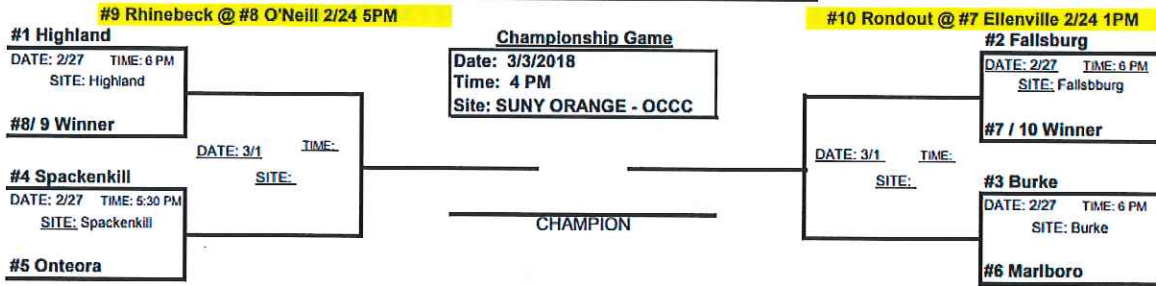 #9 Rhinebeck @ #8 O'Neill 2/24 5PM
#10 Rondout @ #7 Ellenville 2/24 1PM
#1 Highland
DATE: 2/27 TIME: 6 PM
SITE: Highland
#8/ 9 Winner
DATE: 3/1 TIME:
SITE:
#4 Spackenkill
DATE: 2/27 TIME: 5:30 PM
SITE: Spackenkill
#5 Onteora
Championship Game
Date: 3/3/2018
Time: 4 PM
Site: SUNY ORANGE - OCCC
CHAMPION
#2 Fallsburg
DATE: 2/27 TIME: 6 PM
SITE: Fallsbburg
#7 / 10 Winner
DATE: 3/1 TIME:
SITE:
#3 Burke
DATE: 2/27 TIME: 6 PM
SITE: Burke
#6 Marlboro